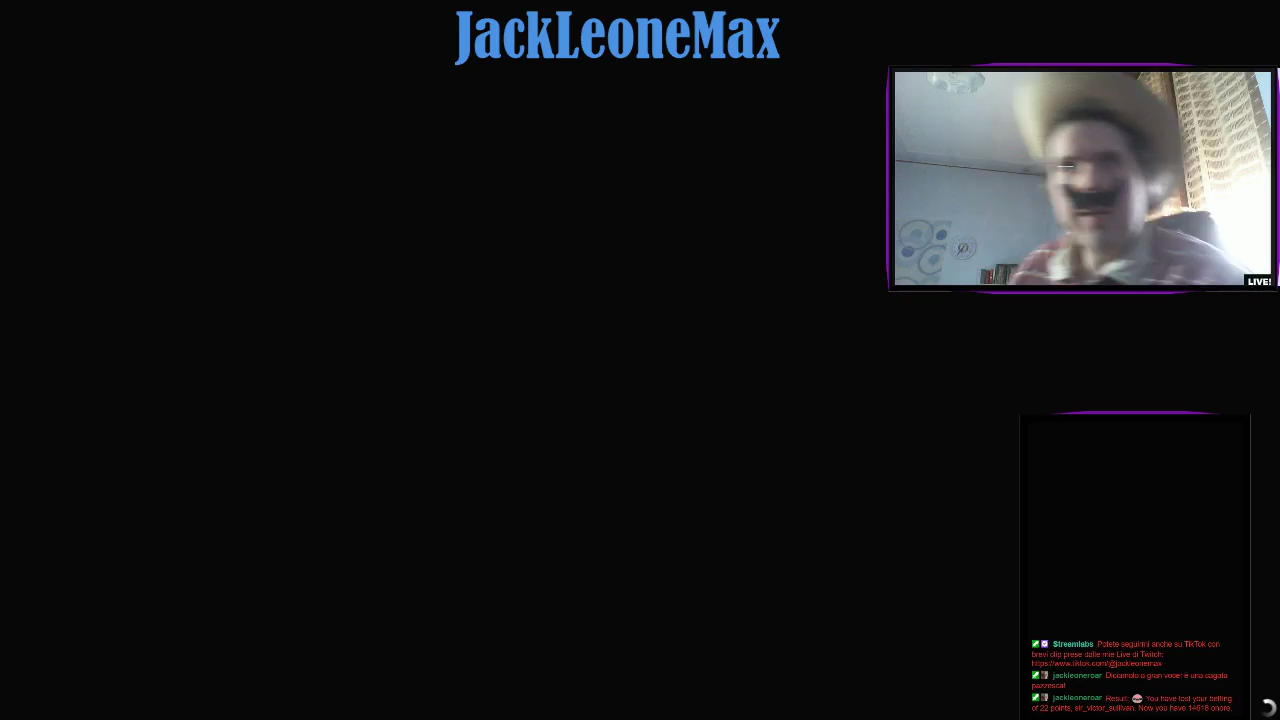 JackLeoneMax
LIVE!
Streamlabs Potete seguirmi anche su TikTok con
brevi clip prese dalle mie Live di Twitch:
https://www.tiktok.com/@jackleonemax
jackleoneroar Diciamolo a gran voce: è una cagata
pazzesca!
jackleoneroar Result: You have lost your betting
of 22 points, sir_victor_sullivan. Now you have 14618 onore.